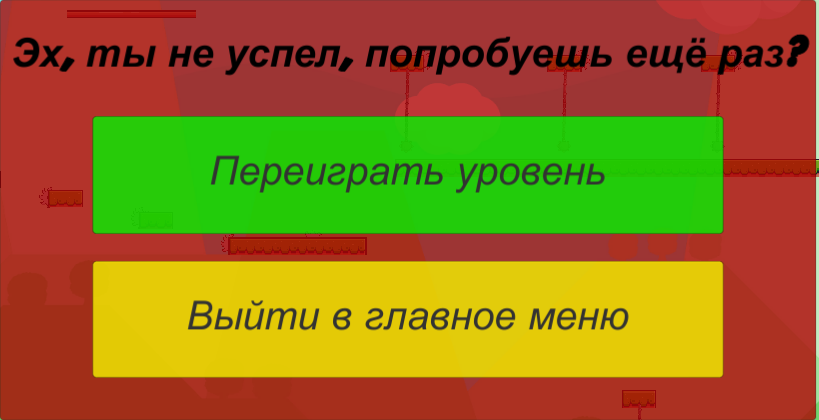 Эх, ты не успел, попробуешь ещё раз?
Переиграть уровень
Выйти в главное меню